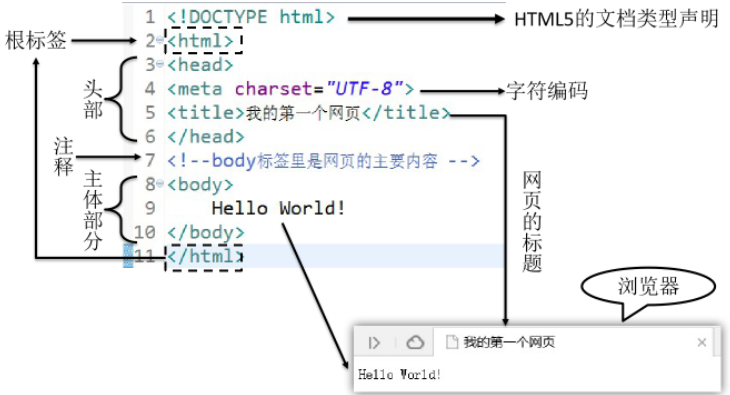 1 <!DOCTYPE html>
HTML5的文档类型声明
根标签
2 <html>
3 <head>
头部
4 <meta charset="UTF-8">
字符编码
5 <title>我的第一个网页</title>
6 </head>
注释
7 <!--body标签里是网页的主要内容 -->
主体部分
8 <body>
9 Hello World!
10 </body>
11 </html>
网页的标题
浏览器
我的第一个网页
Hello World!